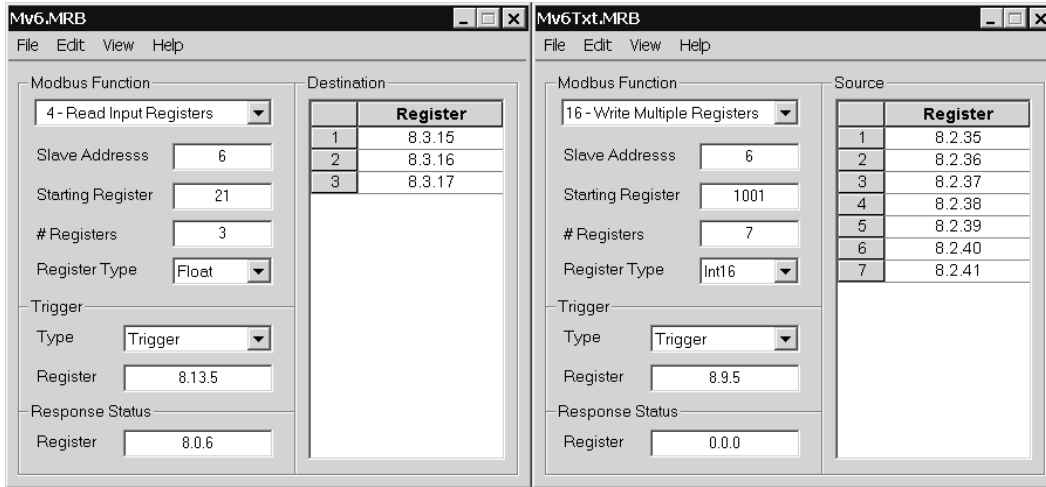 Mv6.MRB
File Edit View Help
Modbus Function
4 - Read Input Registers
Slave Addresss 6
Starting Register 21
# Registers 3
Register Type Float
Trigger
Type Trigger
Register 8.13.5
Response Status
Register 8.0.6
Destination
Register
1 8.3.15
2 8.3.16
3 8.3.17
Mv6Txt.MRB
File Edit View Help
Modbus Function
16 - Write Multiple Registers
Slave Addresss 6
Starting Register 1001
# Registers 7
Register Type Int16
Trigger
Type Trigger
Register 8.9.5
Response Status
Register 0.0.0
Source
Register
1 8.2.35
2 8.2.36
3 8.2.37
4 8.2.38
5 8.2.39
6 8.2.40
7 8.2.41